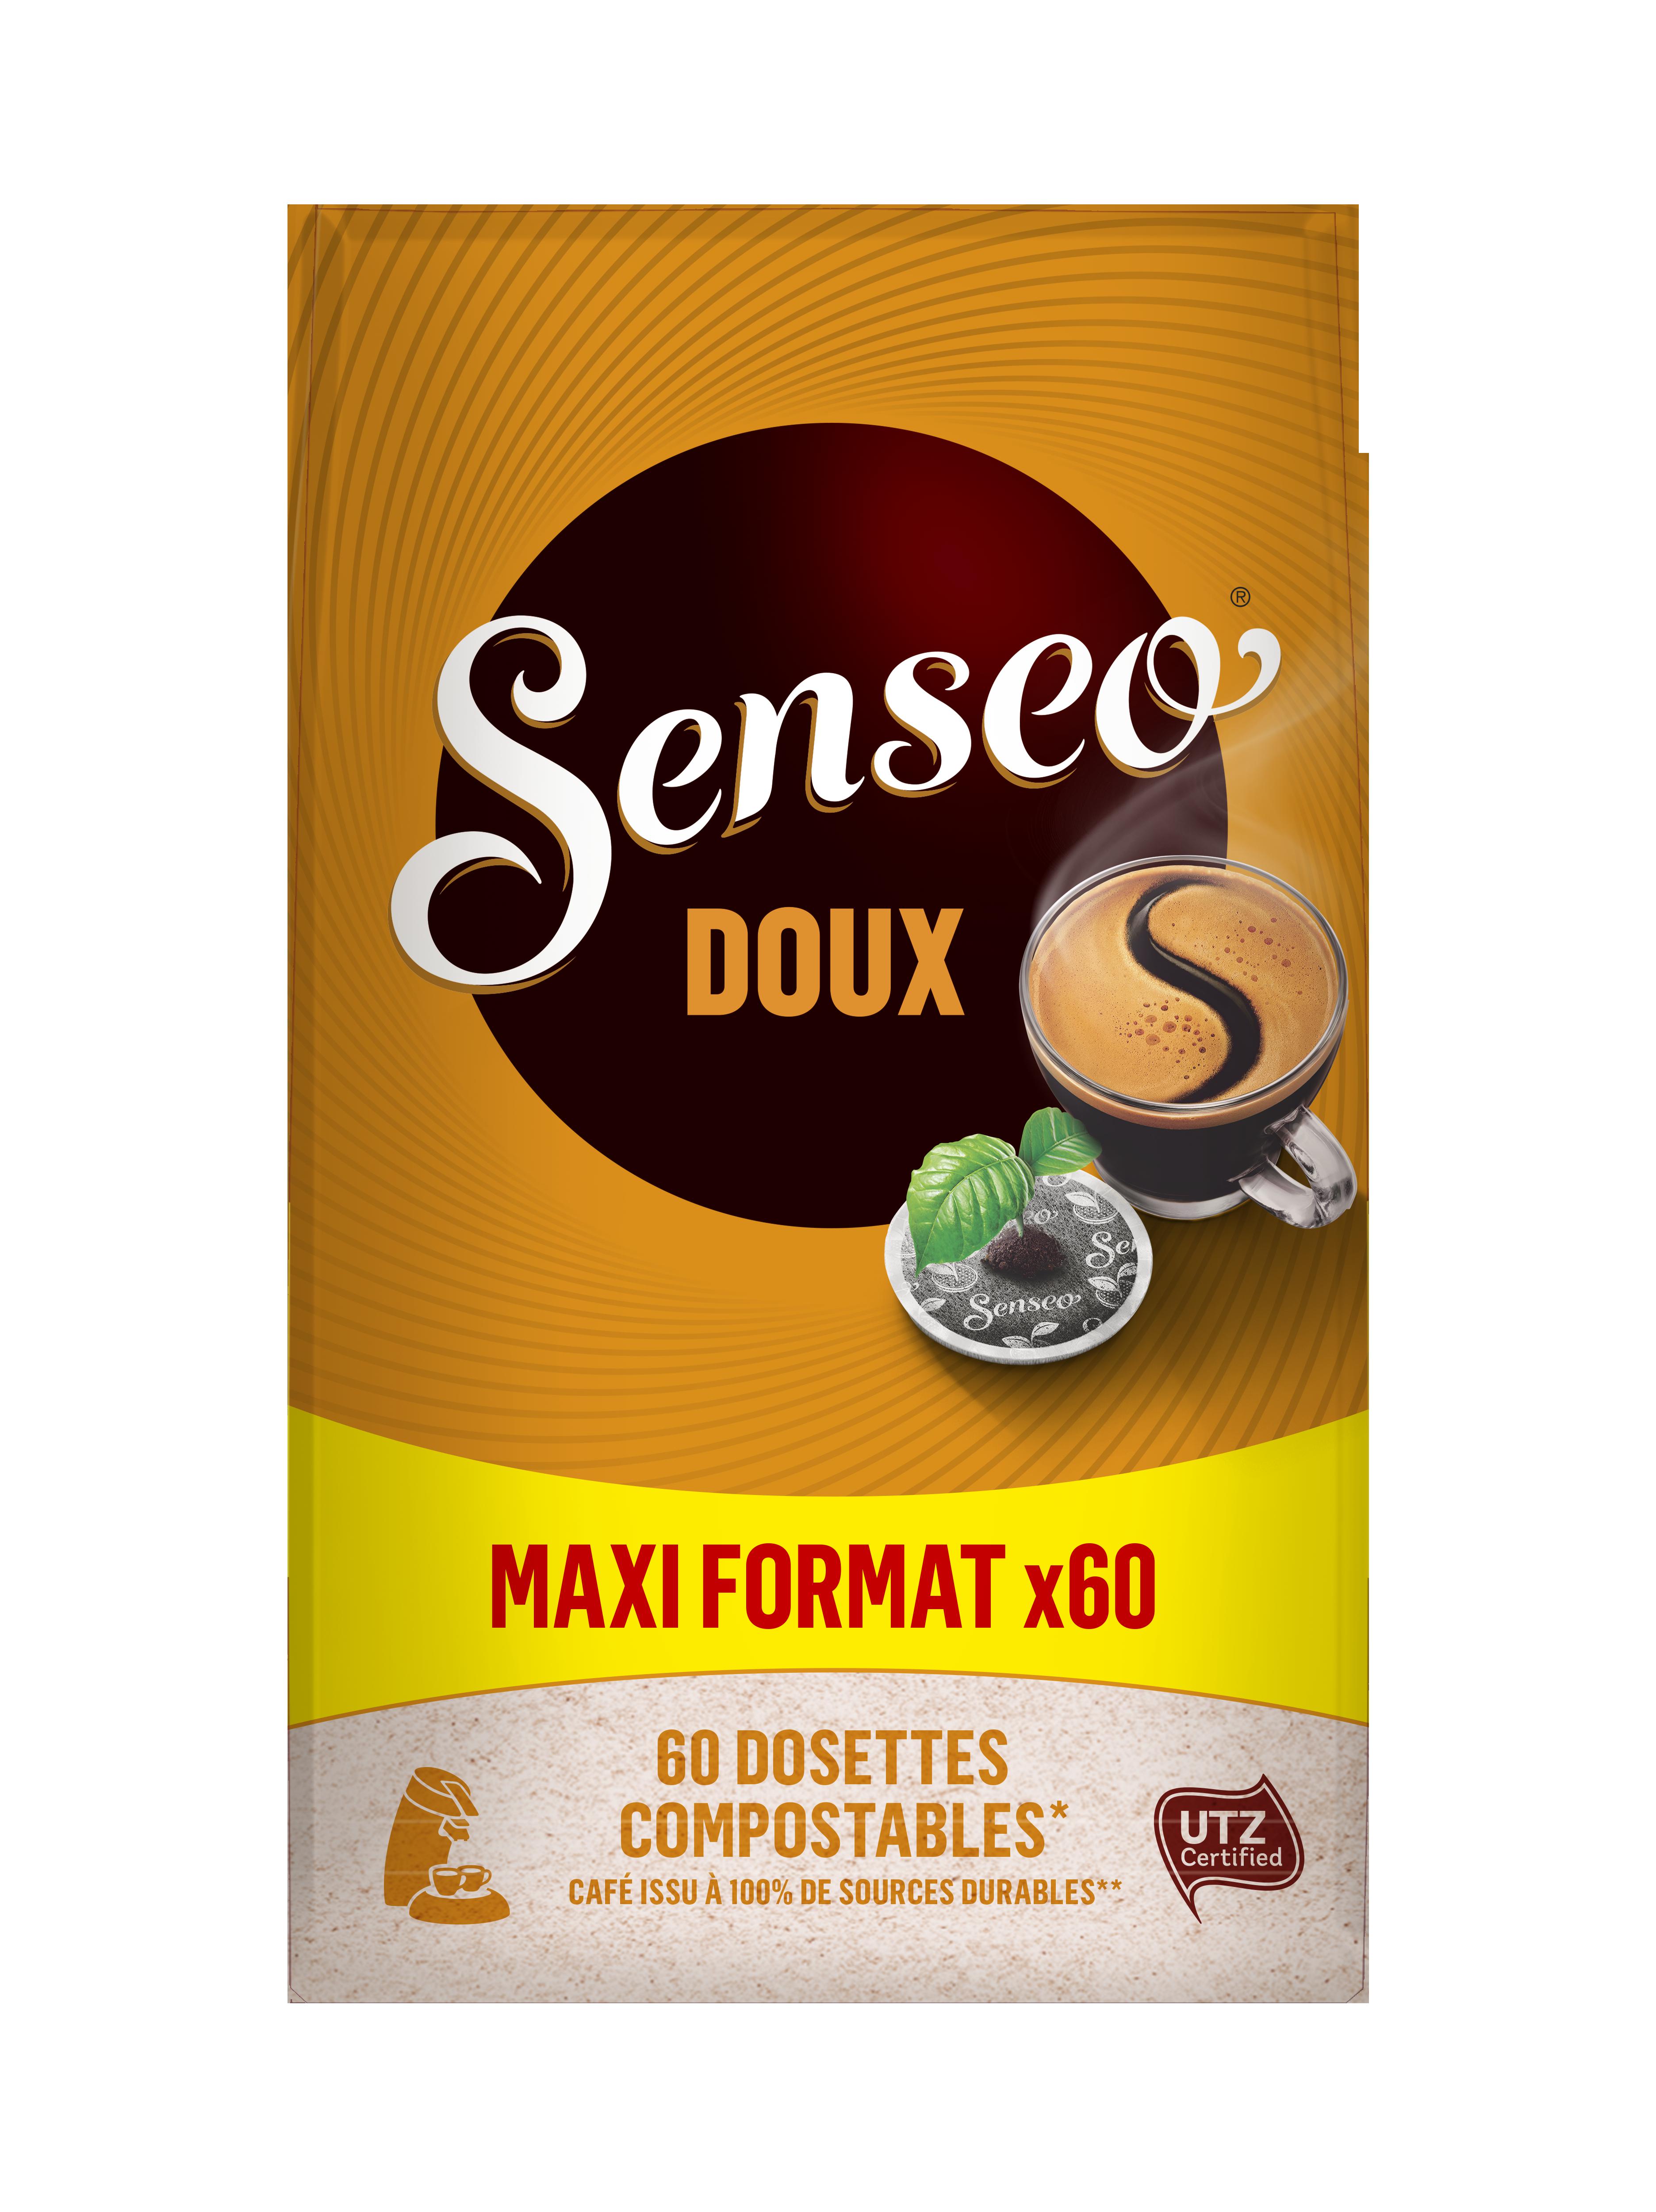 Senseo®
DOUX
Senseo
MAXI FORMAT x60
60 DOSETTES
COMPOSTABLES*
CAFÉ ISSU À 100% DE SOURCES DURABLES**
UTZ
Certified